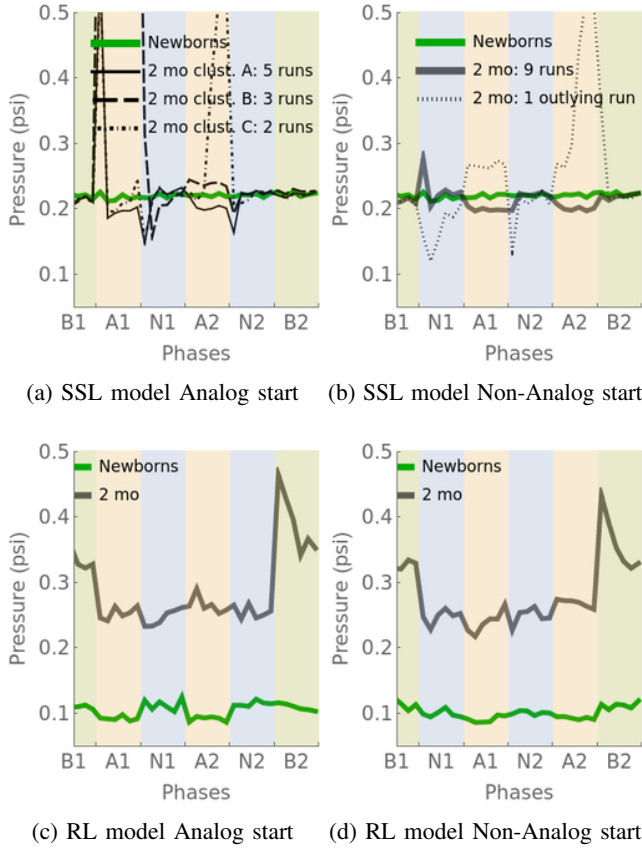 0.5
0.4
0.3
0.2
0.1
Pressure (psi)
Newborns
2 mo clust. A: 5 runs
2 mo clust. B: 3 runs
2 mo clust. C: 2 runs
B1 A1 N1 A2 N2 B2
Phases
(a) SSL model Analog start
0.5
0.4
0.3
0.2
0.1
Pressure (psi)
Newborns
2 mo: 9 runs
2 mo: 1 outlying run
B1 N1 A1 N2 A2 B2
Phases
(b) SSL model Non-Analog start
0.5
0.4
0.3
0.2
0.1
Pressure (psi)
Newborns
2 mo
B1 A1 N1 A2 N2 B2
Phases
(c) RL model Analog start
0.5
0.4
0.3
0.2
0.1
Pressure (psi)
Newborns
2 mo
B1 N1 A1 N2 A2 B2
Phases
(d) RL model Non-Analog start